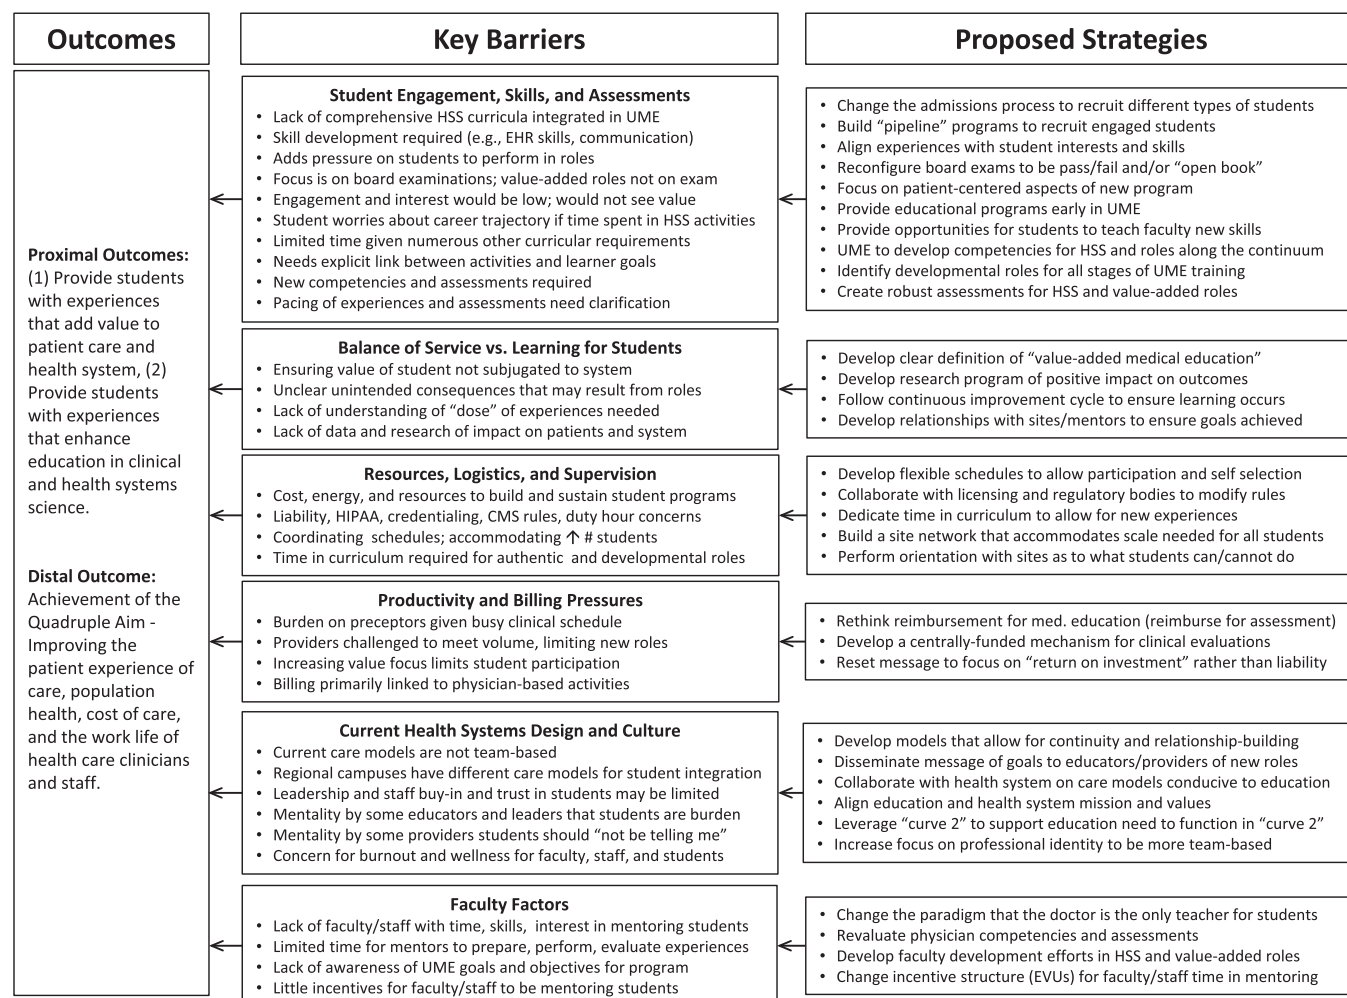 Outcomes
Key Barriers
Proposed Strategies
Proximal Outcomes:
(1) Provide students
with experiences
that add value to
patient care and
health system, (2)
Provide students
with experiences
that enhance
education in clinical
and health systems
science.
Distal Outcome:
Achievement of the
Quadruple Aim -
Improving the
patient experience of
care, population
health, cost of care,
and the work life of
health care clinicians
and staff.
Student Engagement, Skills, and Assessments
• Lack of comprehensive HSS curricula integrated in UME
• Skill development required (e.g., EHR skills, communication)
• Adds pressure on students to perform in roles
• Focus is on board examinations; value-added roles not on exam
• Engagement and interest would be low; would not see value
• Student worries about career trajectory if time spent in HSS activities
• Limited time given numerous other curricular requirements
• Needs explicit link between activities and learner goals
• New competencies and assessments required
• Pacing of experiences and assessments need clarification
• Change the admissions process to recruit different types of students
• Build “pipeline” programs to recruit engaged students
• Align experiences with student interests and skills
• Reconfigure board exams to be pass/fail and/or “open book”
• Focus on patient-centered aspects of new program
• Provide educational programs early in UME
• Provide opportunities for students to teach faculty new skills
• UME to develop competencies for HSS and roles along the continuum
• Identify developmental roles for all stages of UME training
• Create robust assessments for HSS and value-added roles
Balance of Service vs. Learning for Students
• Ensuring value of student not subjugated to system
• Unclear unintended consequences that may result from roles
• Lack of understanding of “dose” of experiences needed
• Lack of data and research of impact on patients and system
• Develop clear definition of “value-added medical education”
• Develop research program of positive impact on outcomes
• Follow continuous improvement cycle to ensure learning occurs
• Develop relationships with sites/mentors to ensure goals achieved
Resources, Logistics, and Supervision
• Cost, energy, and resources to build and sustain student programs
• Liability, HIPAA, credentialing, CMS rules, duty hour concerns
• Coordinating schedules; accommodating ↑ # students
• Time in curriculum required for authentic and developmental roles
• Develop flexible schedules to allow participation and self selection
• Collaborate with licensing and regulatory bodies to modify rules
• Dedicate time in curriculum to allow for new experiences
• Build a site network that accommodates scale needed for all students
• Perform orientation with sites as to what students can/cannot do
Productivity and Billing Pressures
• Burden on preceptors given busy clinical schedule
• Providers challenged to meet volume, limiting new roles
• Increasing value focus limits student participation
• Billing primarily linked to physician-based activities
• Rethink reimbursement for med. education (reimburse for assessment)
• Develop a centrally-funded mechanism for clinical evaluations
• Reset message to focus on “return on investment” rather than liability
Current Health Systems Design and Culture
• Current care models are not team-based
• Regional campuses have different care models for student integration
• Leadership and staff buy-in and trust in students may be limited
• Mentality by some educators and leaders that students are burden
• Mentality by some providers students should “not be telling me”
• Concern for burnout and wellness for faculty, staff, and students
• Develop models that allow for continuity and relationship-building
• Disseminate message of goals to educators/providers of new roles
• Collaborate with health system on care models conducive to education
• Align education and health system mission and values
• Leverage “curve 2” to support education need to function in “curve 2”
• Increase focus on professional identity to be more team-based
Faculty Factors
• Lack of faculty/staff with time, skills, interest in mentoring students
• Limited time for mentors to prepare, perform, evaluate experiences
• Lack of awareness of UME goals and objectives for program
• Little incentives for faculty/staff to be mentoring students
• Change the paradigm that the doctor is the only teacher for students
• Revaluate physician competencies and assessments
• Develop faculty development efforts in HSS and value-added roles
• Change incentive structure (EVUs) for faculty/staff time in mentoring